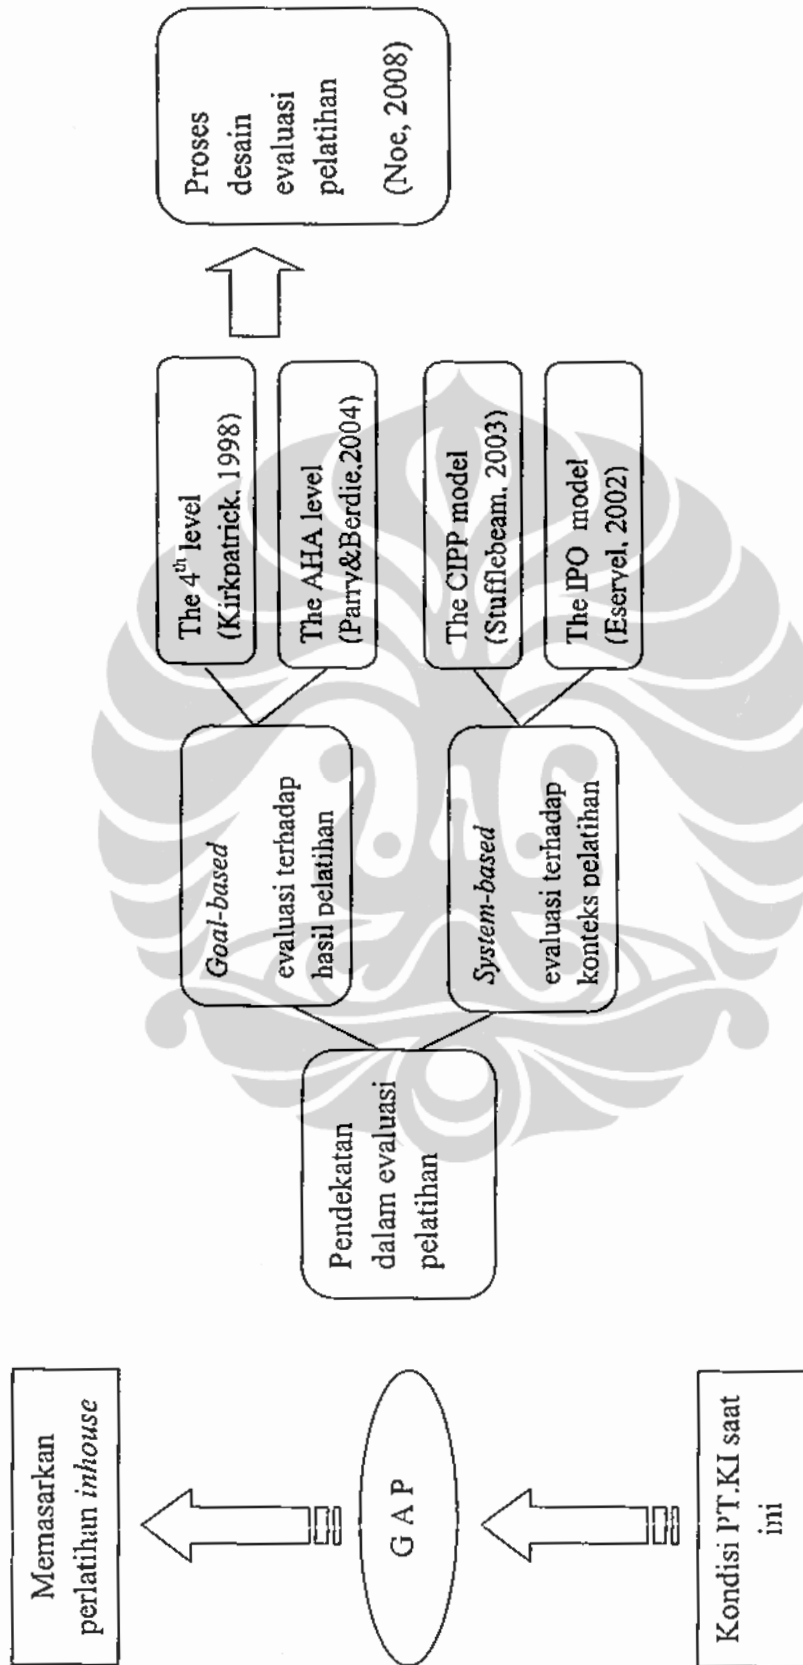 Memasarkan
perlatihan inhouse
G A P
Kondisi PT.KI saat
ini
Pendekatan
dalam evaluasi
pelatihan
Goal-based
evaluasi terhadap
hasil pelatihan
System-based
evaluasi terhadap
konteks pelatihan
The 4th level
(Kirkpatrick, 1998)
The AHA level
(Parry&Berdie,2004)
The CIPP model
(Stufflebeam, 2003)
The IPO model
(Eseryel, 2002)
Proses
desain
evaluasi
pelatihan
(Noe, 2008)